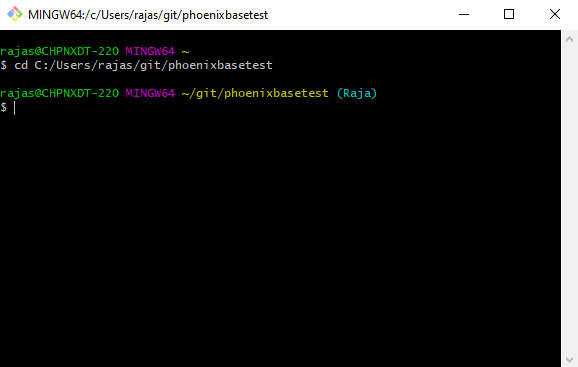 MINGW64:/c/Users/rajas/git/phoenixbasetest
rajas@CHPNXDT-220 MINGW64 ~
$ cd C:/Users/rajas/git/phoenixbasetest
rajas@CHPNXDT-220 MINGW64 ~/git/phoenixbasetest (Raja)
$